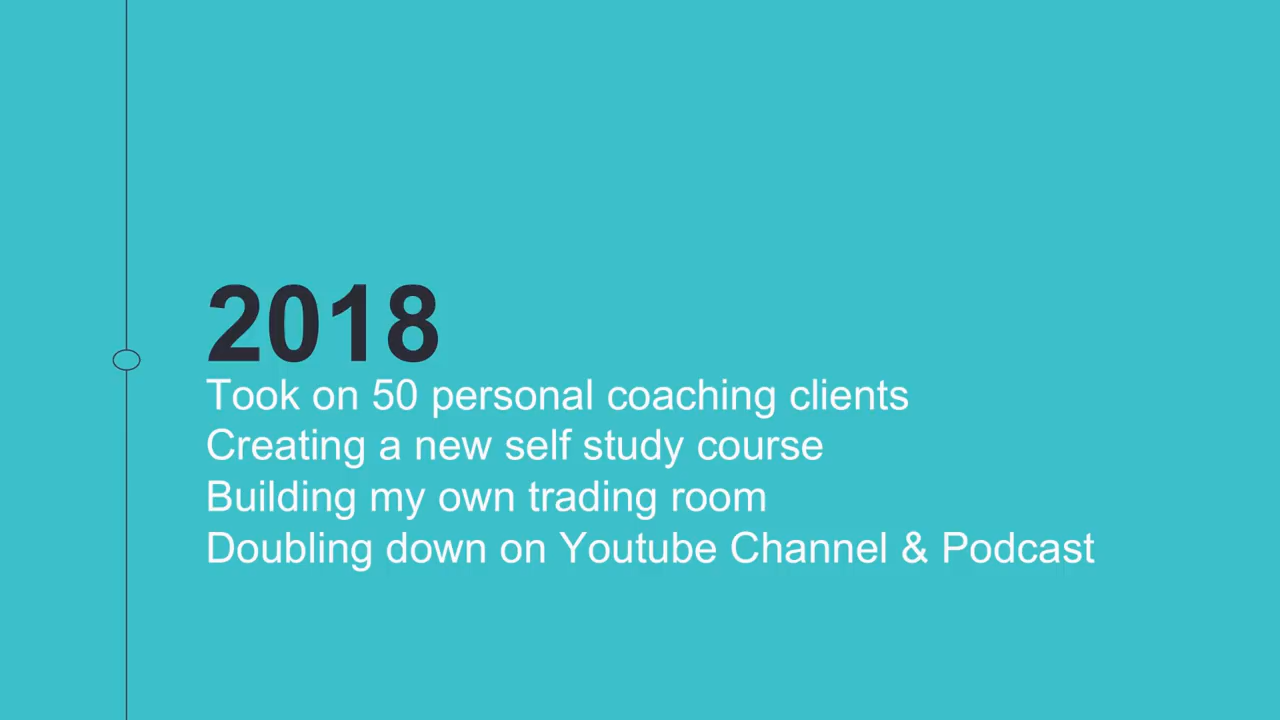 2018
Took on 50 personal coaching clients
Creating a new self study course
Building my own trading room
Doubling down on Youtube Channel & Podcast